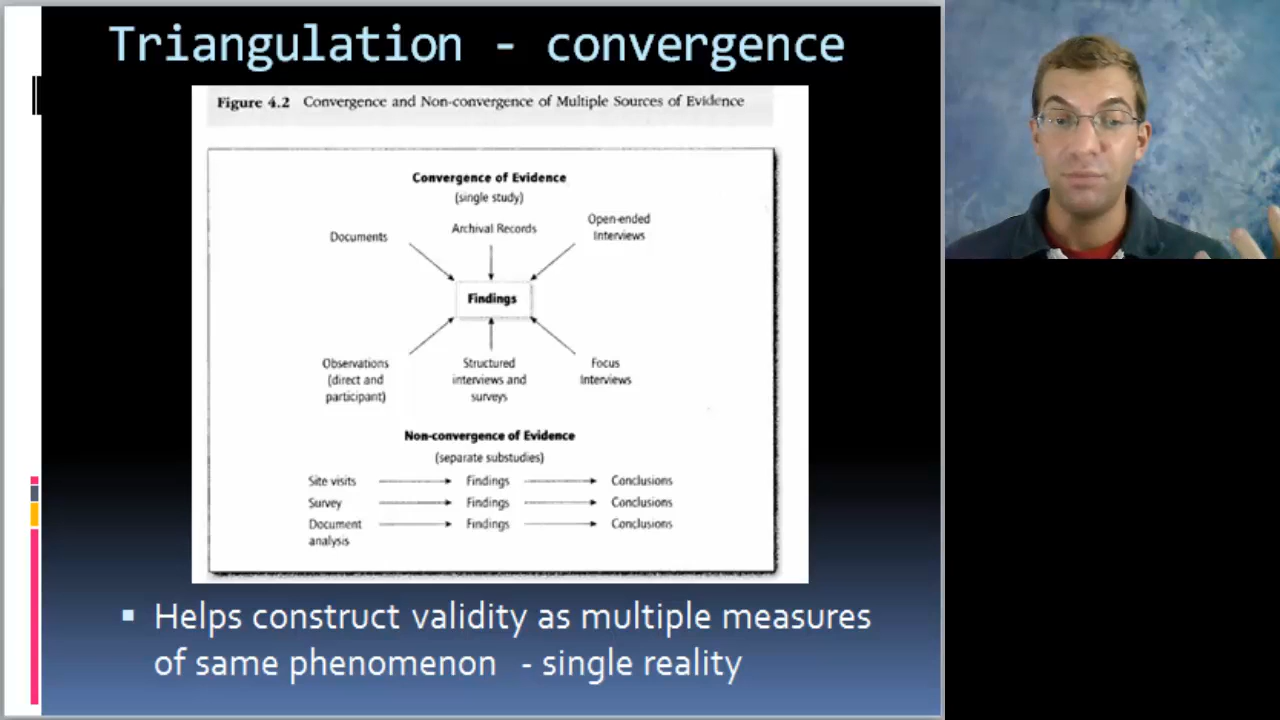 Triangulation - convergence
Figure 4.2 Convergence and Non-convergence of Multiple Sources of Evidence
Convergence of Evidence
(single study)
Documents
Archival Records
Open-ended
Interviews
Findings
Observations
(direct and
participant)
Structured
interviews and
surveys
Focus
Interviews
Non-convergence of Evidence
(separate substudies)
Site visits Findings Conclusions
Survey Findings Conclusions
Document Findings Conclusions
analysis
Helps construct validity as multiple measures
of same phenomenon - single reality